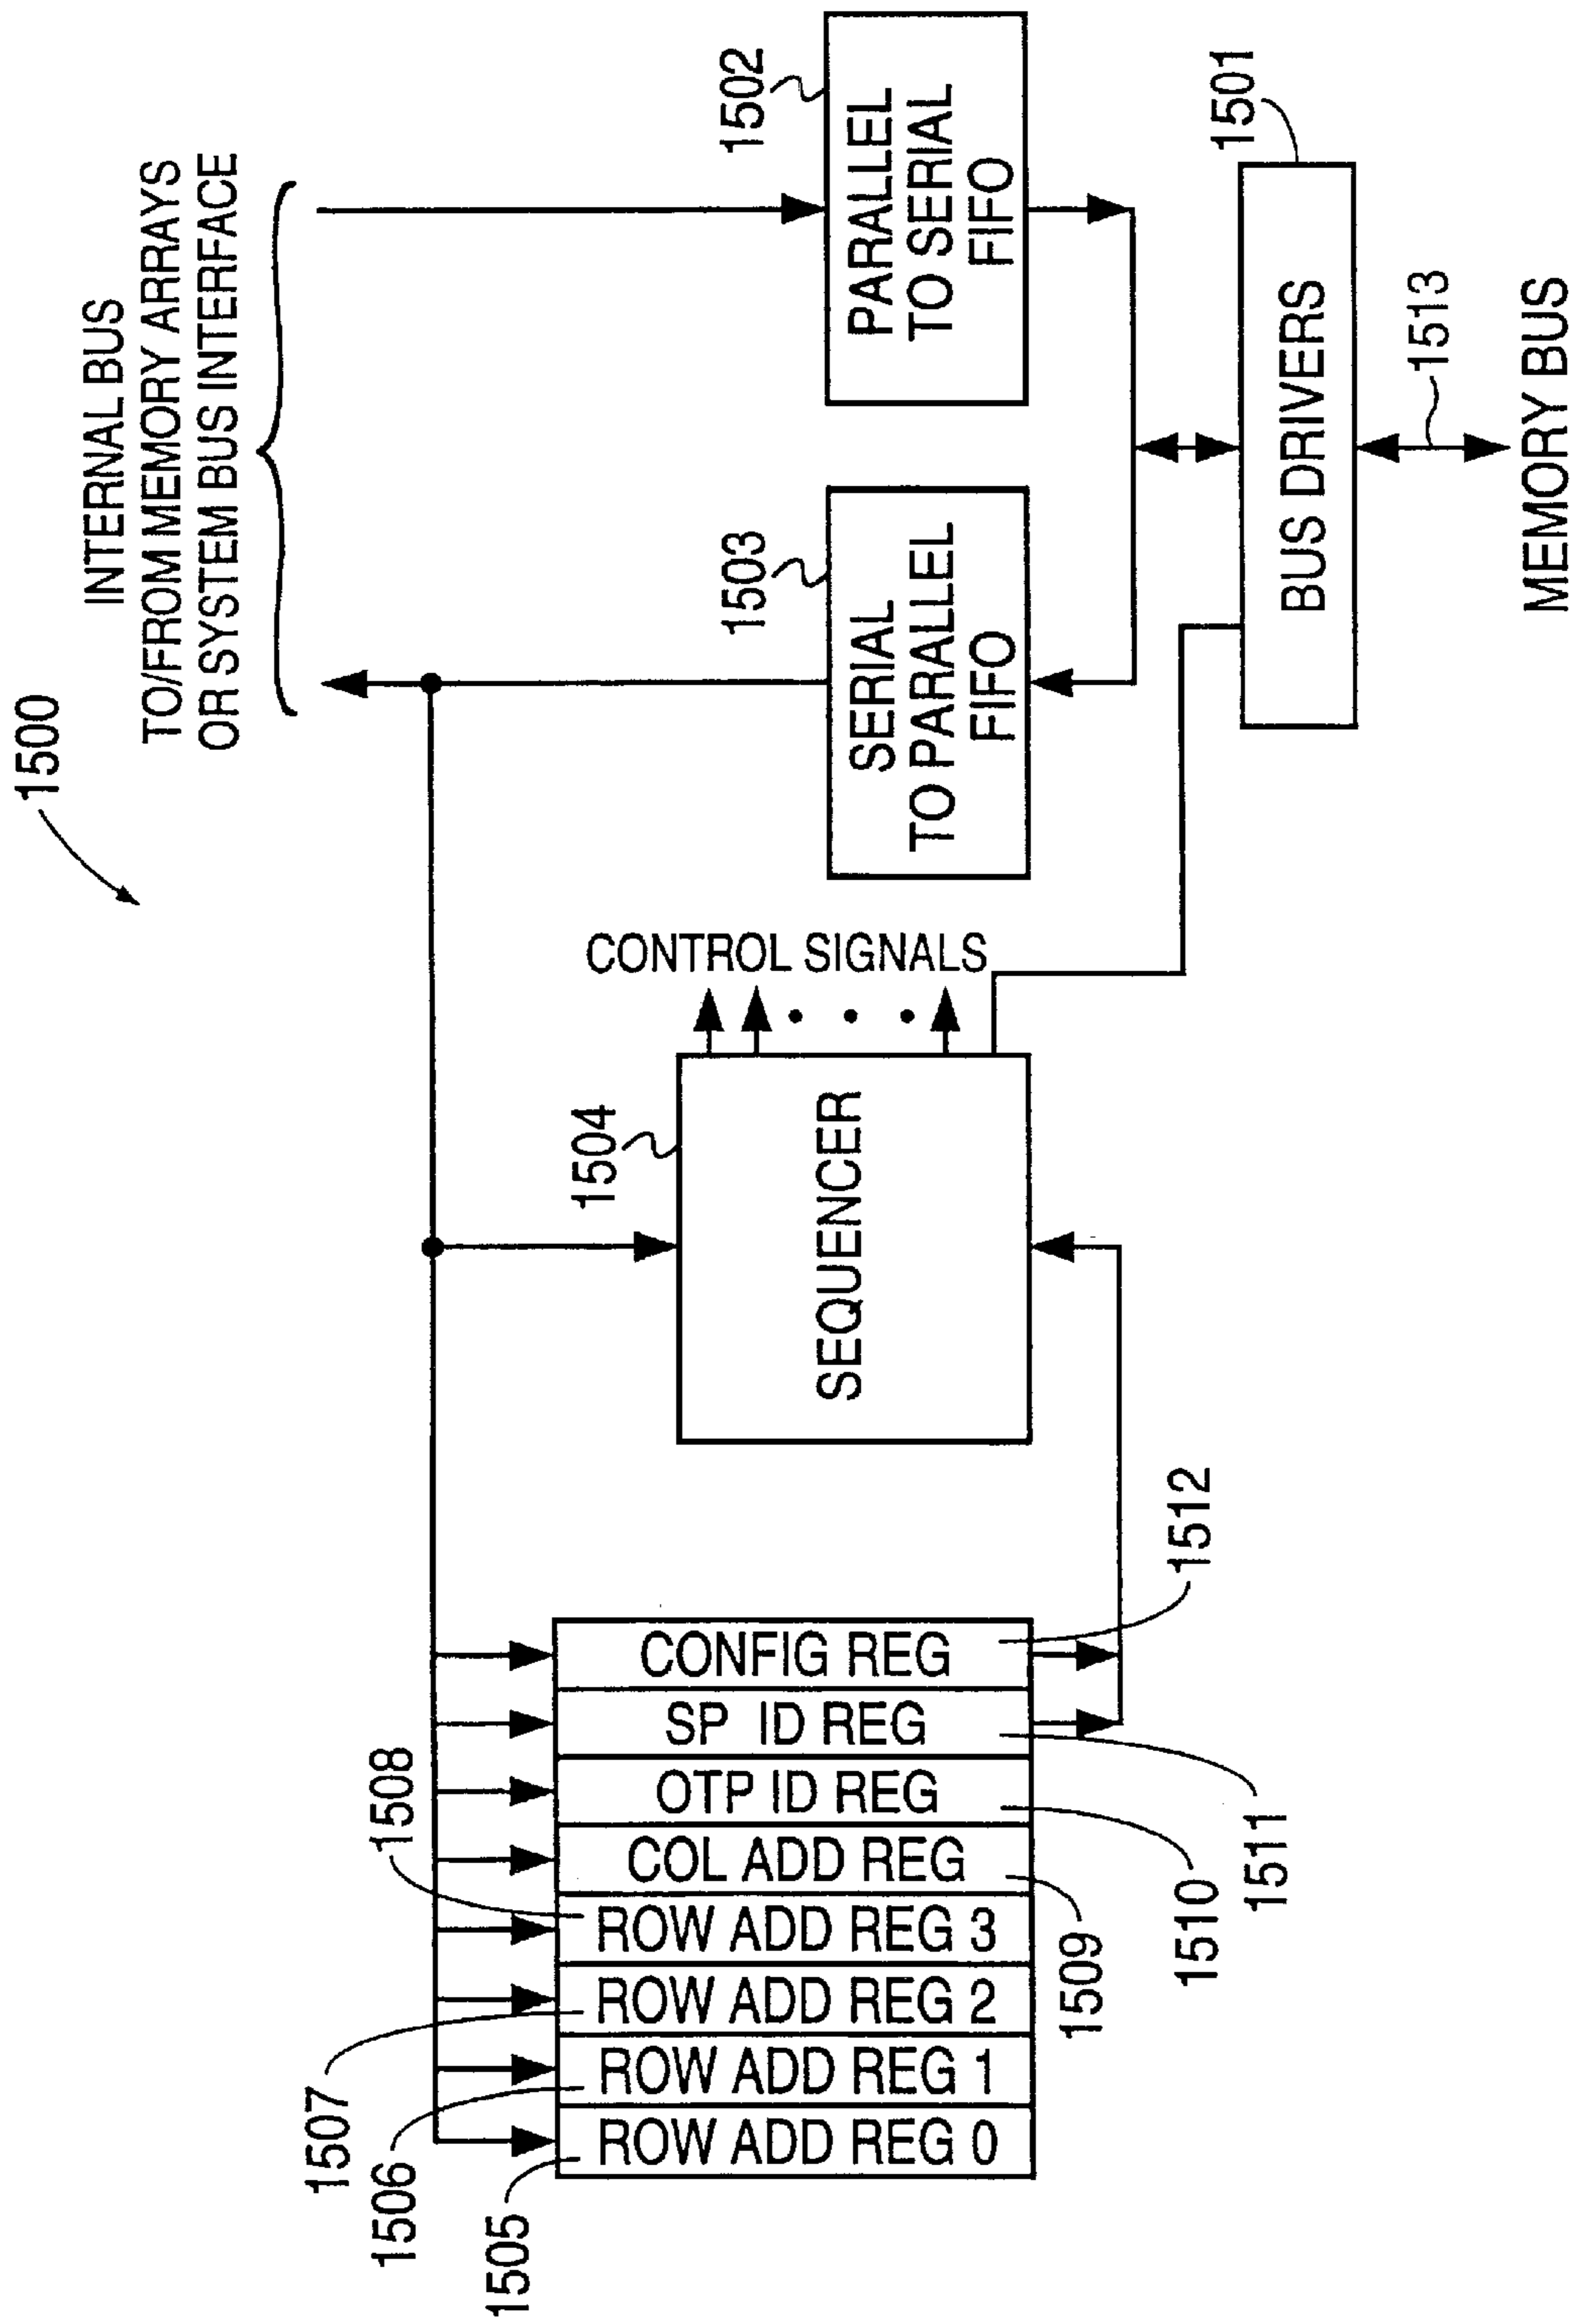 1500
INTERNAL BUS
TO/FROM MEMORY ARRAYS
OR SYSTEM BUS INTERFACE
1508
1507
1506
1505
ROW ADD REG 0
ROW ADD REG 1
ROW ADD REG 2
ROW ADD REG 3
COL ADD REG
OTP ID REG
SP ID REG
CONFIG REG
1509
1510
1511
1512
1504
SEQUENCER
CONTROL SIGNALS
1503
SERIAL
TO PARALLEL
FIFO
1502
PARALLEL
TO SERIAL
FIFO
1501
BUS DRIVERS
1513
MEMORY BUS